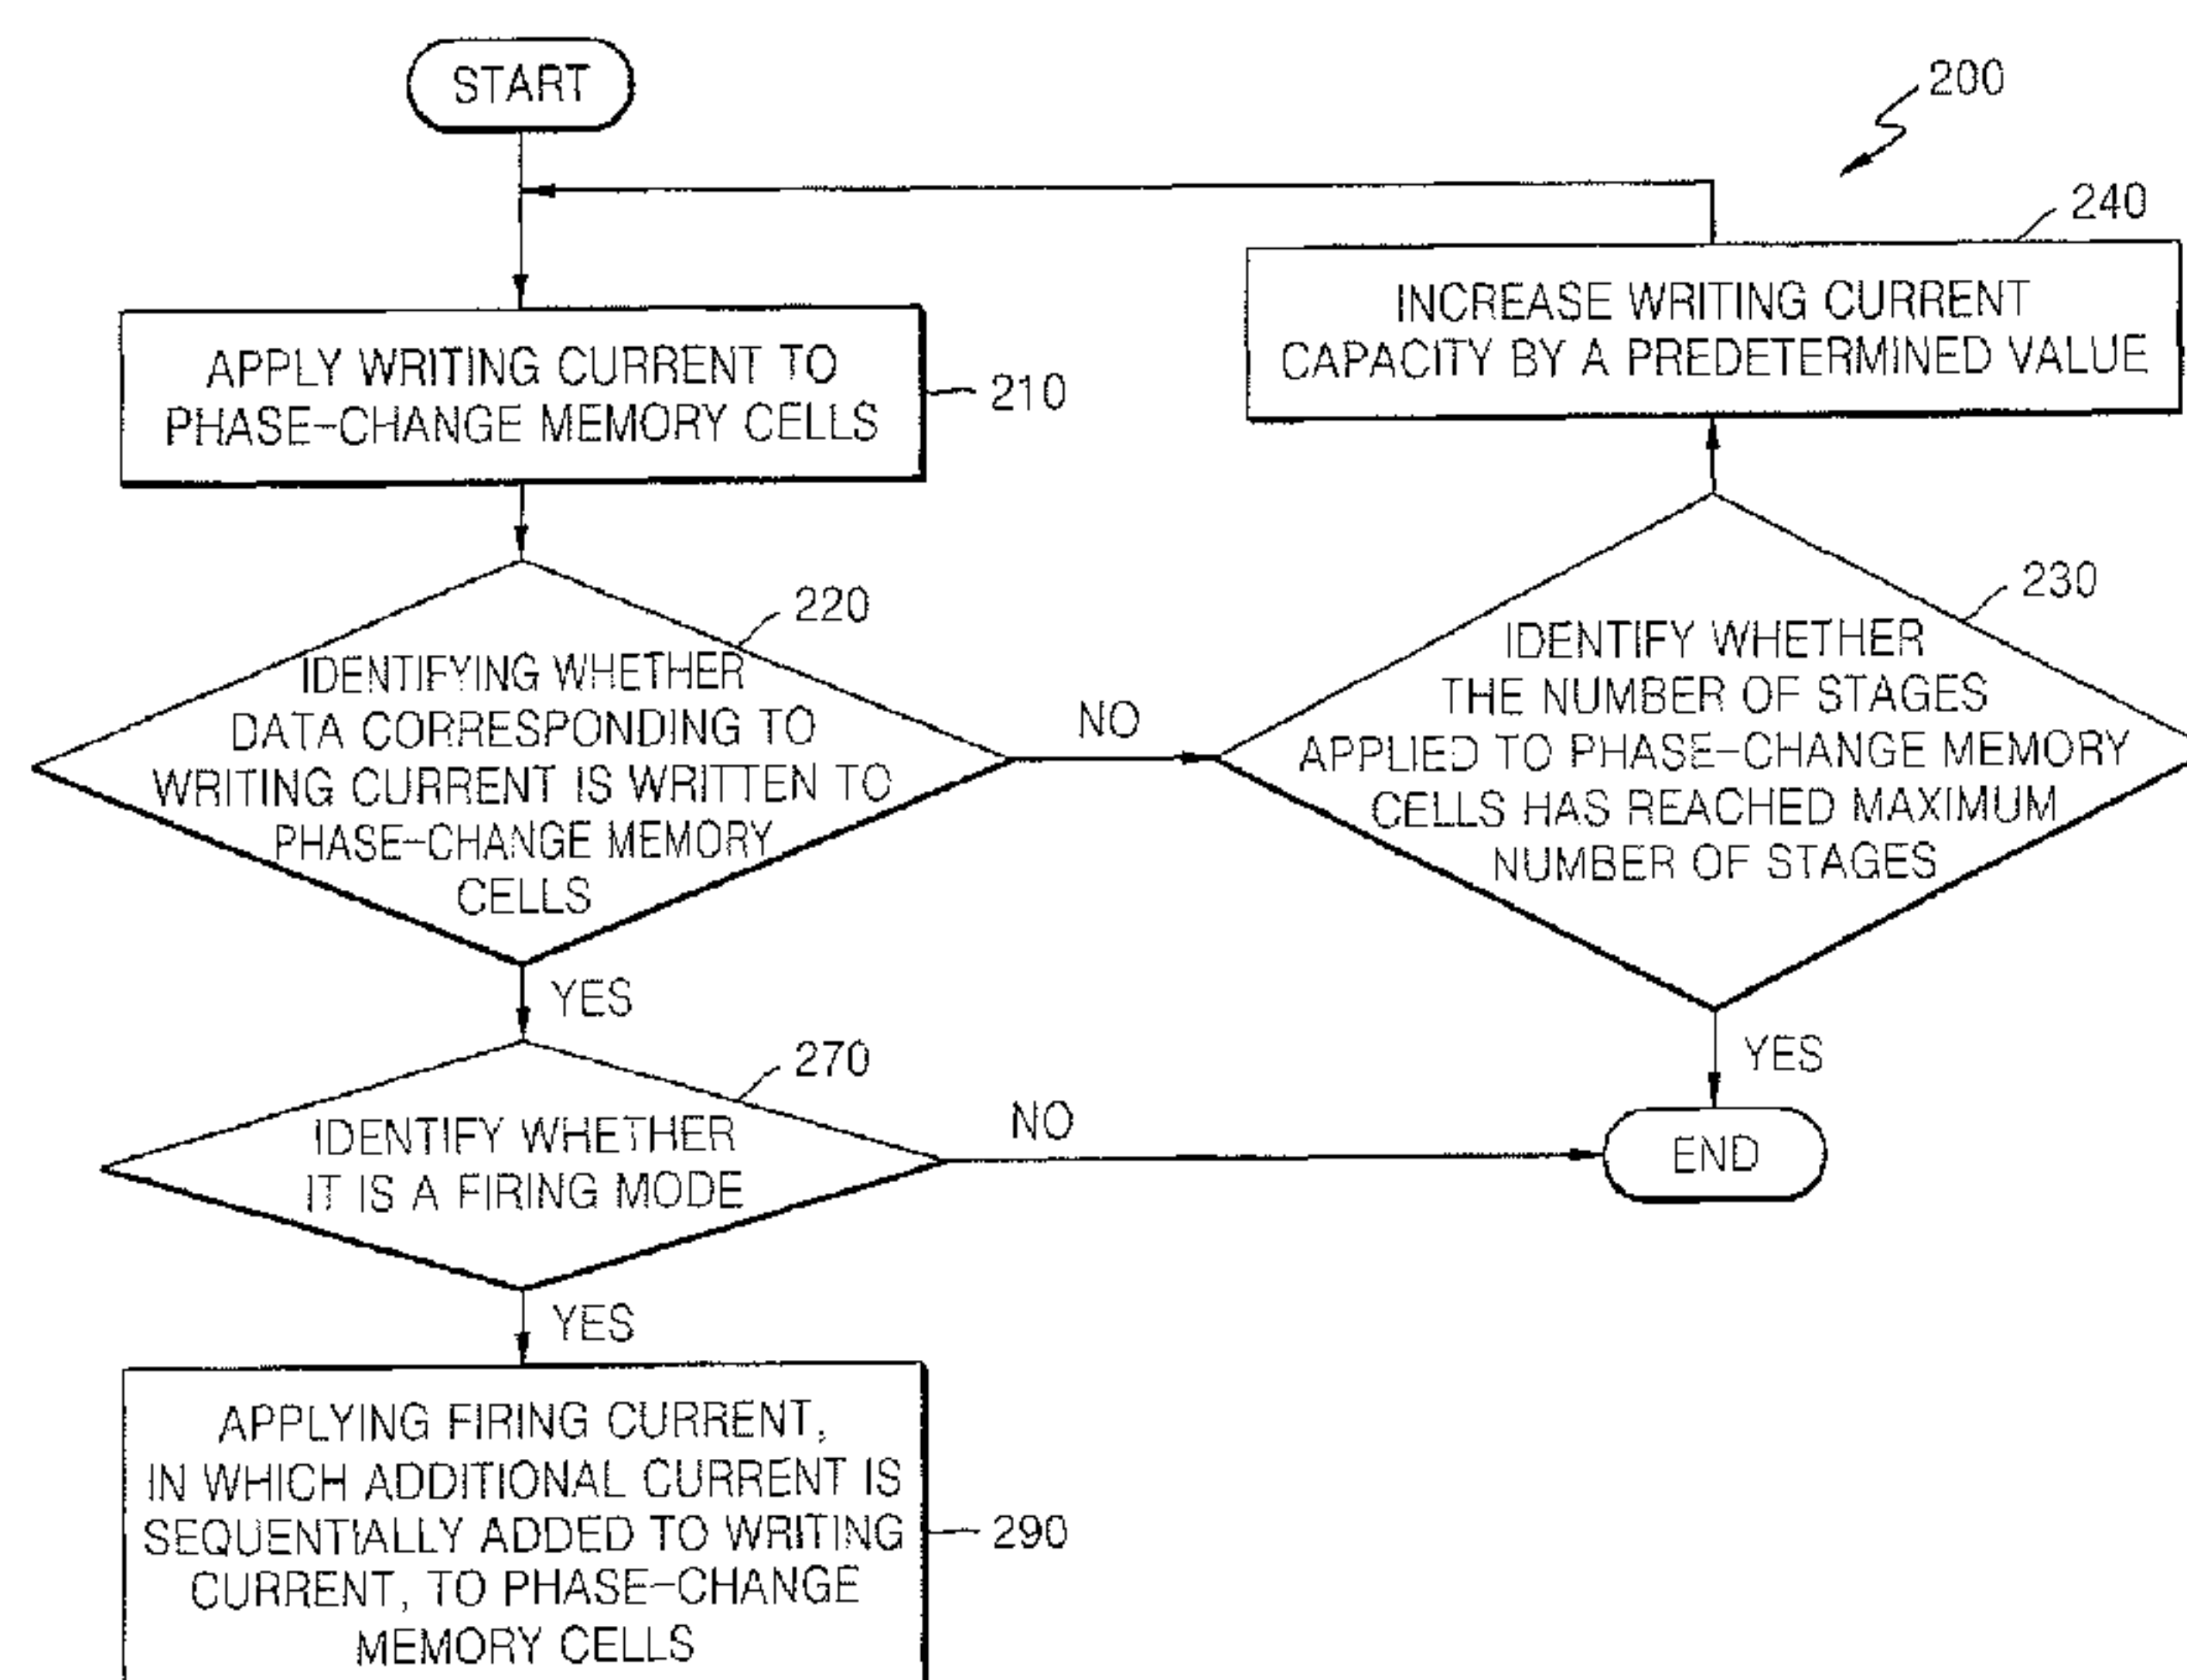 START
200
240
INCREASE WRITING CURRENT
CAPACITY BY A PREDETERMINED VALUE
APPLY WRITING CURRENT TO
PHASE-CHANGE MEMORY CELLS
210
220
IDENTIFYING WHETHER
DATA CORRESPONDING TO
WRITING CURRENT IS WRITTEN TO
PHASE-CHANGE MEMORY
CELLS
NO
230
IDENTIFY WHETHER
THE NUMBER OF STAGES
APPLIED TO PHASE-CHANGE MEMORY
CELLS HAS REACHED MAXIMUM
NUMBER OF STAGES
YES
YES
270
IDENTIFY WHETHER
IT IS A FIRING MODE
NO
END
YES
APPLYING FIRING CURRENT,
IN WHICH ADDITIONAL CURRENT IS
SEQUENTIALLY ADDED TO WRITING
CURRENT, TO PHASE-CHANGE
MEMORY CELLS
290